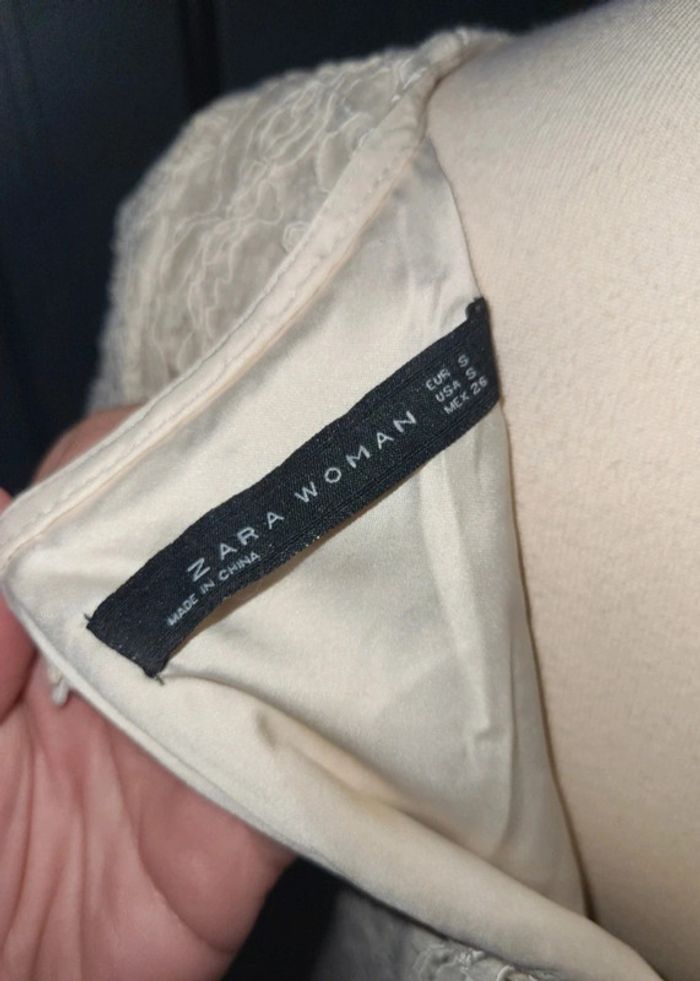 ZARA WOMAN
MADE IN CHINA
EUR S
USA S
MEX 26